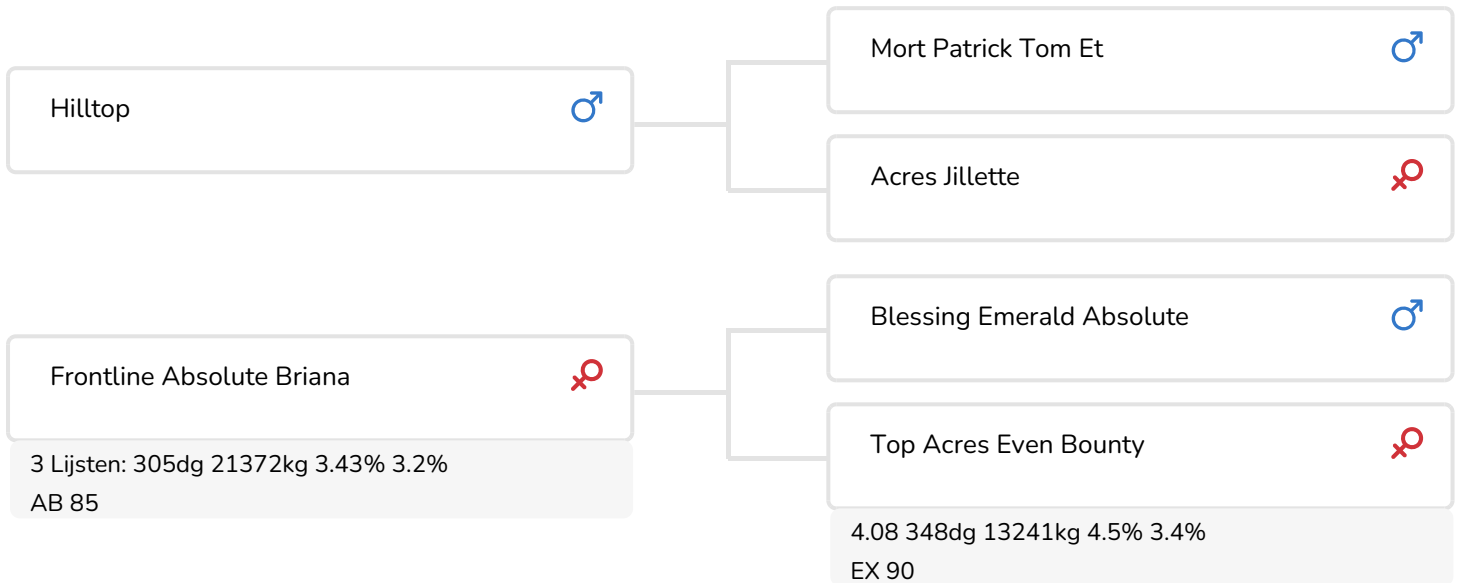 Mort Patrick Tom Et
Hilltop
Acres Jillette
Blessing Emerald Absolute
Frontline Absolute Briana
Top Acres Even Bounty
3 Lijsten: 305dg 21372kg 3.43% 3.2%
AB 85
4.08 348dg 13241kg 4.5% 3.4%
EX 90